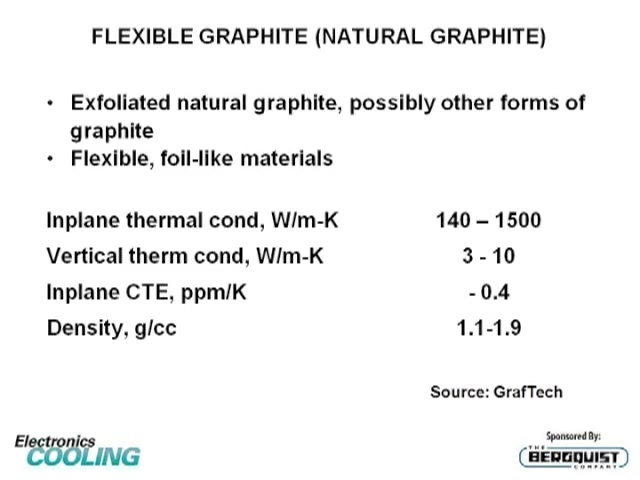 FLEXIBLE GRAPHITE (NATURAL GRAPHITE)
• Exfoliated natural graphite, possibly other forms of
graphite
• Flexible, foil-like materials
Inplane thermal cond, W/m-K 140 – 1500
Vertical therm cond, W/m-K 3 - 10
Inplane CTE, ppm/K - 0.4
Density, g/cc 1.1-1.9
Source: GrafTech
Electronics
COOLING
Sponsored By:
THE
BERGQUIST
COMPANY